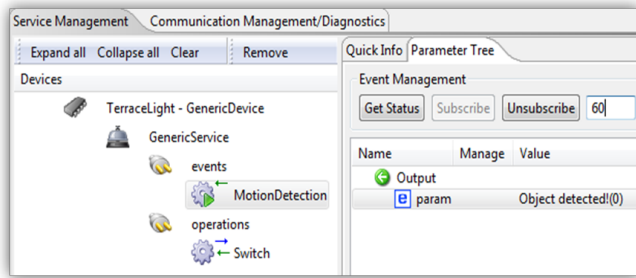 Service Management Communication Management/Diagnostics
Expand all Collapse all Clear Remove
Devices
TerraceLight - GenericDevice
GenericService
events
MotionDetection
operations
Switch
Quick Info Parameter Tree
Event Management
Get Status Subscribe Unsubscribe 60
Name Manage Value
Output
e param Object detected!(0)